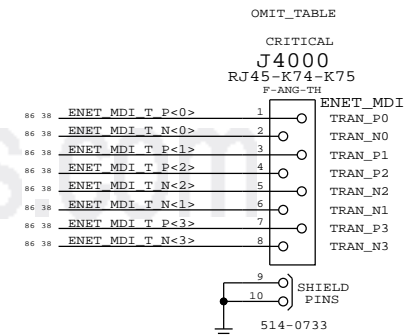 OMIT_TABLE
CRITICAL
J4000
RJ45-K74-K75
F-ANG-TH
ENET_MDI
86 38 ENET_MDI_T_P<0> 1 TRAN_P0
86 38 ENET_MDI_T_N<0> 2 TRAN_N0
86 38 ENET_MDI_T_P<1> 3 TRAN_P1
86 38 ENET_MDI_T_P<2> 4 TRAN_P2
86 38 ENET_MDI_T_N<2> 5 TRAN_N2
86 38 ENET_MDI_T_N<1> 6 TRAN_N1
86 38 ENET_MDI_T_P<3> 7 TRAN_P3
86 38 ENET_MDI_T_N<3> 8 TRAN_N3
9 SHIELD
10 PINS
514-0733
s.com